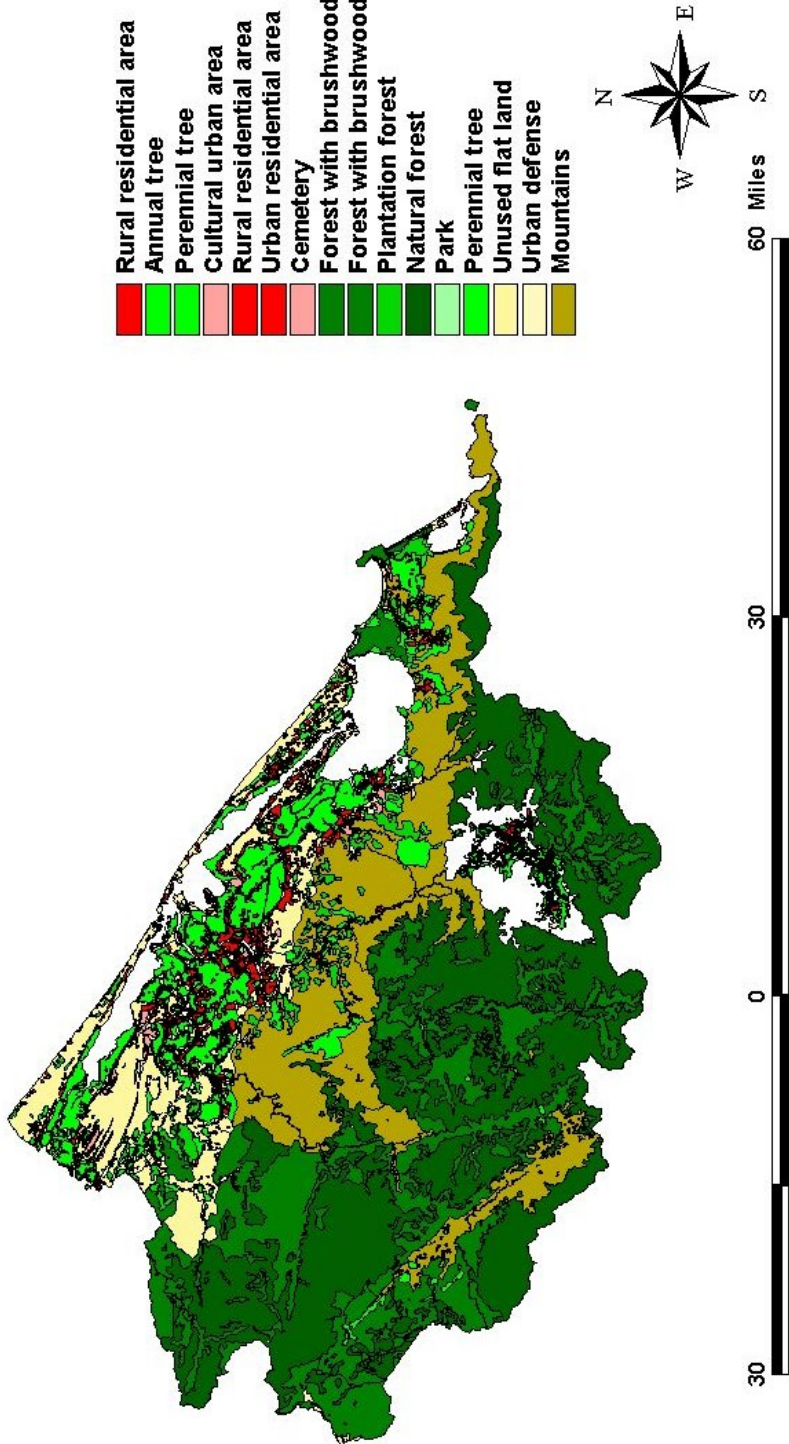 Rural residential area
Annual tree
Perennial tree
Cultural urban area
Rural residential area
Urban residential area
Cemetery
Forest with brushwood
Forest with brushwood
Plantation forest
Natural forest
Park
Perennial tree
Unused flat land
Urban defense
Mountains
N
W E
S
30 0 30 60 Miles